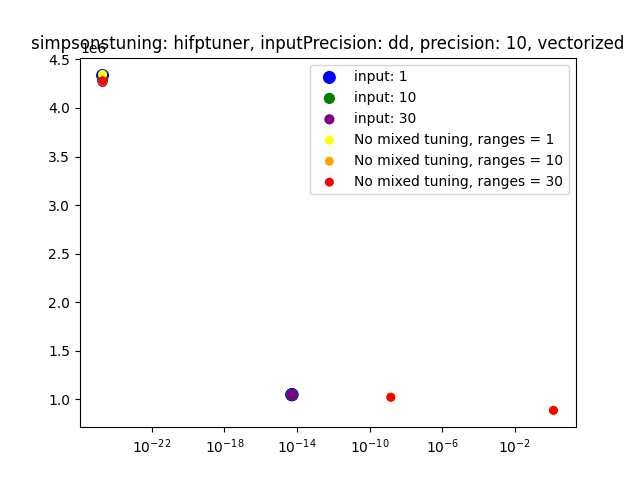 simpsonstuning: hifptuner, inputPrecision: dd, precision: 10, vectorized
1e6
4.5
4.0
3.5
3.0
2.5
2.0
1.5
1.0
input: 1
input: 10
input: 30
No mixed tuning, ranges = 1
No mixed tuning, ranges = 10
No mixed tuning, ranges = 30
10⁻²² 10⁻¹⁸ 10⁻¹⁴ 10⁻¹⁰ 10⁻⁶ 10⁻²